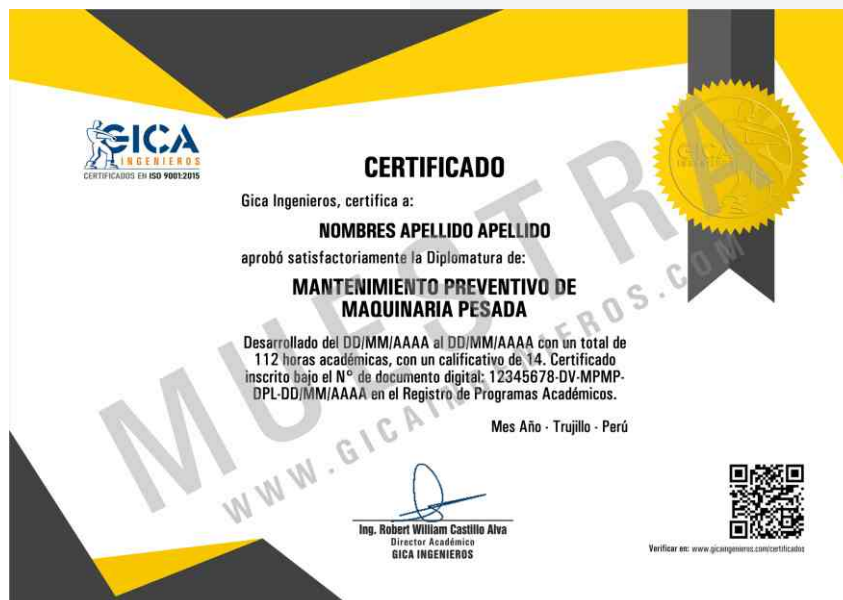 GICA
INGENIEROS
CERTIFICADOS EN ISO 9001:2015
CERTIFICADO
Gica Ingenieros, certifica a:
NOMBRES APELLIDO APELLIDO
aprobó satisfactoriamente la Diplomatura de:
MANTENIMIENTO PREVENTIVO DE
MAQUINARIA PESADA
Desarrollado del DD/MM/AAAA al DD/MM/AAAA con un total de
112 horas académicas, con un calificativo de 14. Certificado
inscrito bajo el N° de documento digital: 12345678-DV-MPMP-
DPL-DD/MM/AAAA en el Registro de Programas Académicos.
Mes Año - Trujillo - Perú
MUESTRA
WWW.GICAINGENIEROS.COM
Ing. Robert William Castillo Alva
Director Académico
GICA INGENIEROS
Verificar en: www.gicaingenieros.com/certificados
GICA